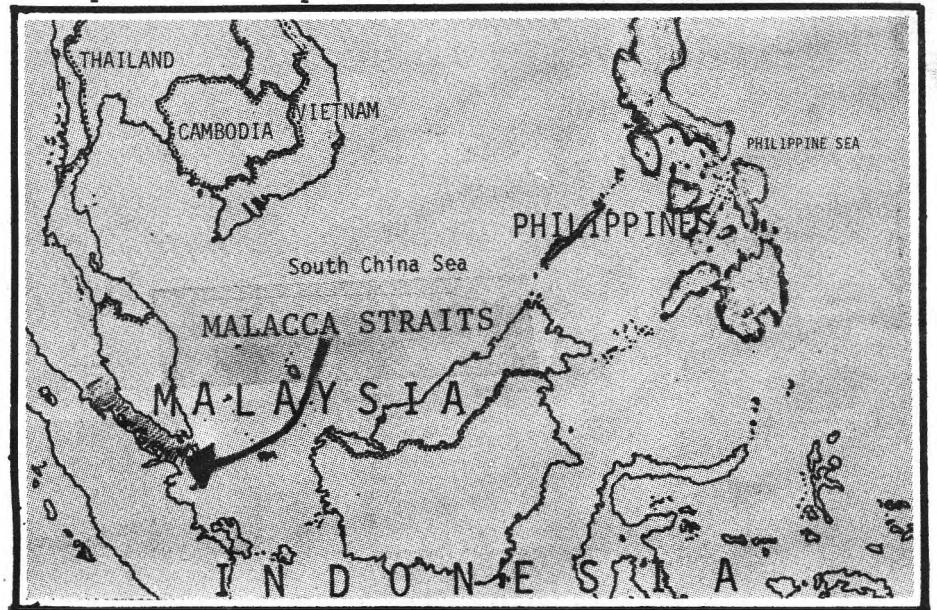 THAILAND
CAMBODIA
VIETNAM
PHILIPPINE SEA
PHILIPPINES
South China Sea
MALACCA STRAITS
MALAYSIA
INDONESIA